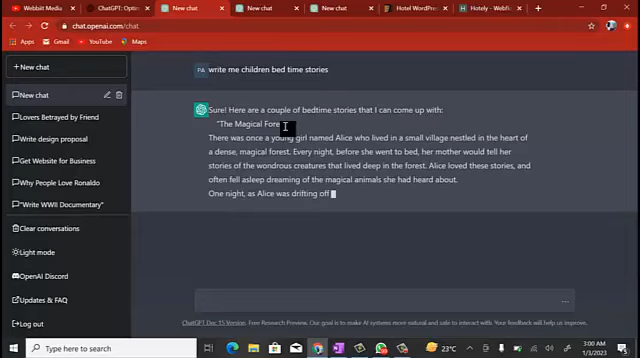 Webbiit Media
ChatGPT: Optim
New chat
New chat
New chat
Hotel WordPre
Hotely - Webfl
chat.openai.com/chat
Apps
Gmail
YouTube
Maps
+ New chat
New chat
Lovers Betrayed by Friend
Write design proposal
Get Website for Business
Why People Love Ronaldo
"Write WWII Documentary"
Clear conversations
Light mode
OpenAI Discord
Updates & FAQ
Log out
PA
write me children bed time stories
Sure! Here are a couple of bedtime stories that I can come up with:
"The Magical Fore
There was once a young girl named Alice who lived in a small village nestled in the heart of
a dense, magical forest. Every night, before she went to bed, her mother would tell her
stories of the wondrous creatures that lived deep in the forest. Alice loved these stories, and
often fell asleep dreaming of the magical animals she had heard about.
One night, as Alice was drifting off
ChatGPT Dec 15 Version. Free Research Preview. Our goal is to make AI systems more natural and safe to interact with. Your feedback will help us improve.
Type here to search
23°C
3:00 AM
1/3/2023